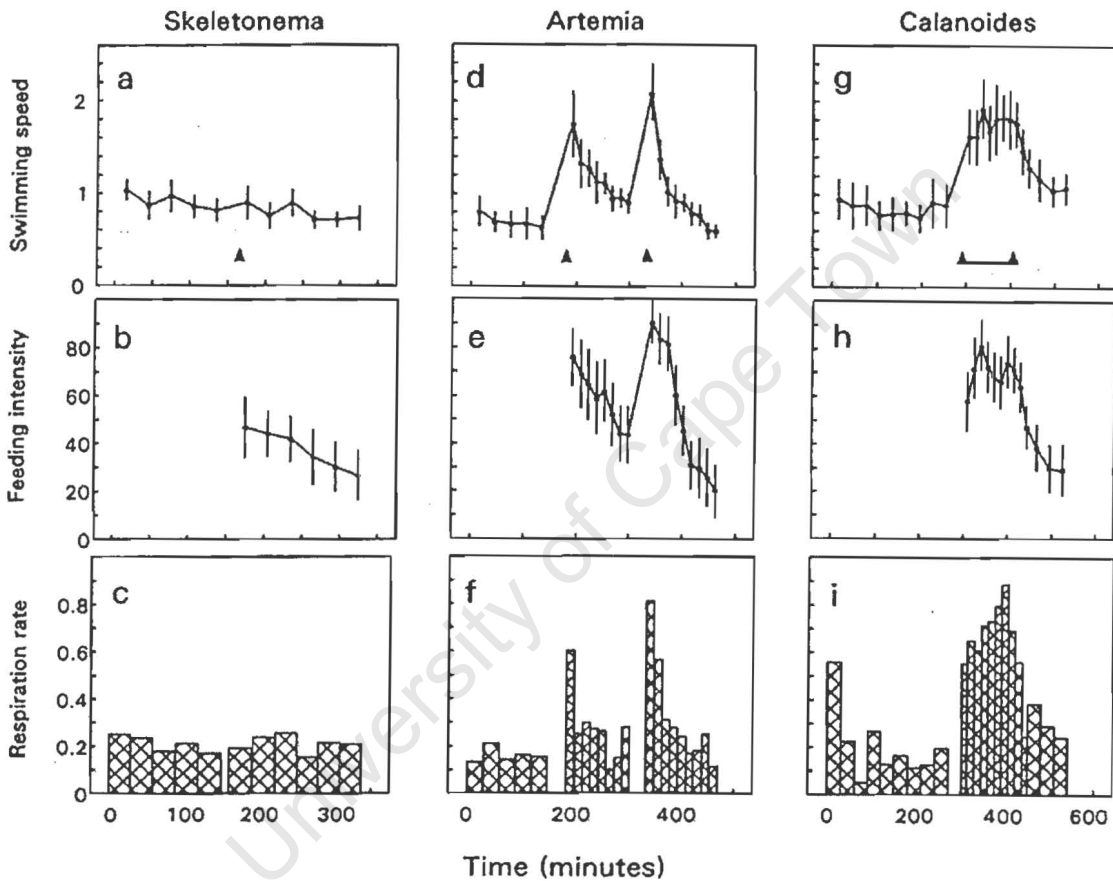 Skeletonema Artemia Calanoides
Swimming speed
a d g
2
1
0
Feeding intensity
b e h
80
60
40
20
0
Respiration rate
c f i
0.8
0.6
0.4
0.2
0
0 100 200 300 0 200 400 0 200 400 600
Time (minutes)
University of Cape Town